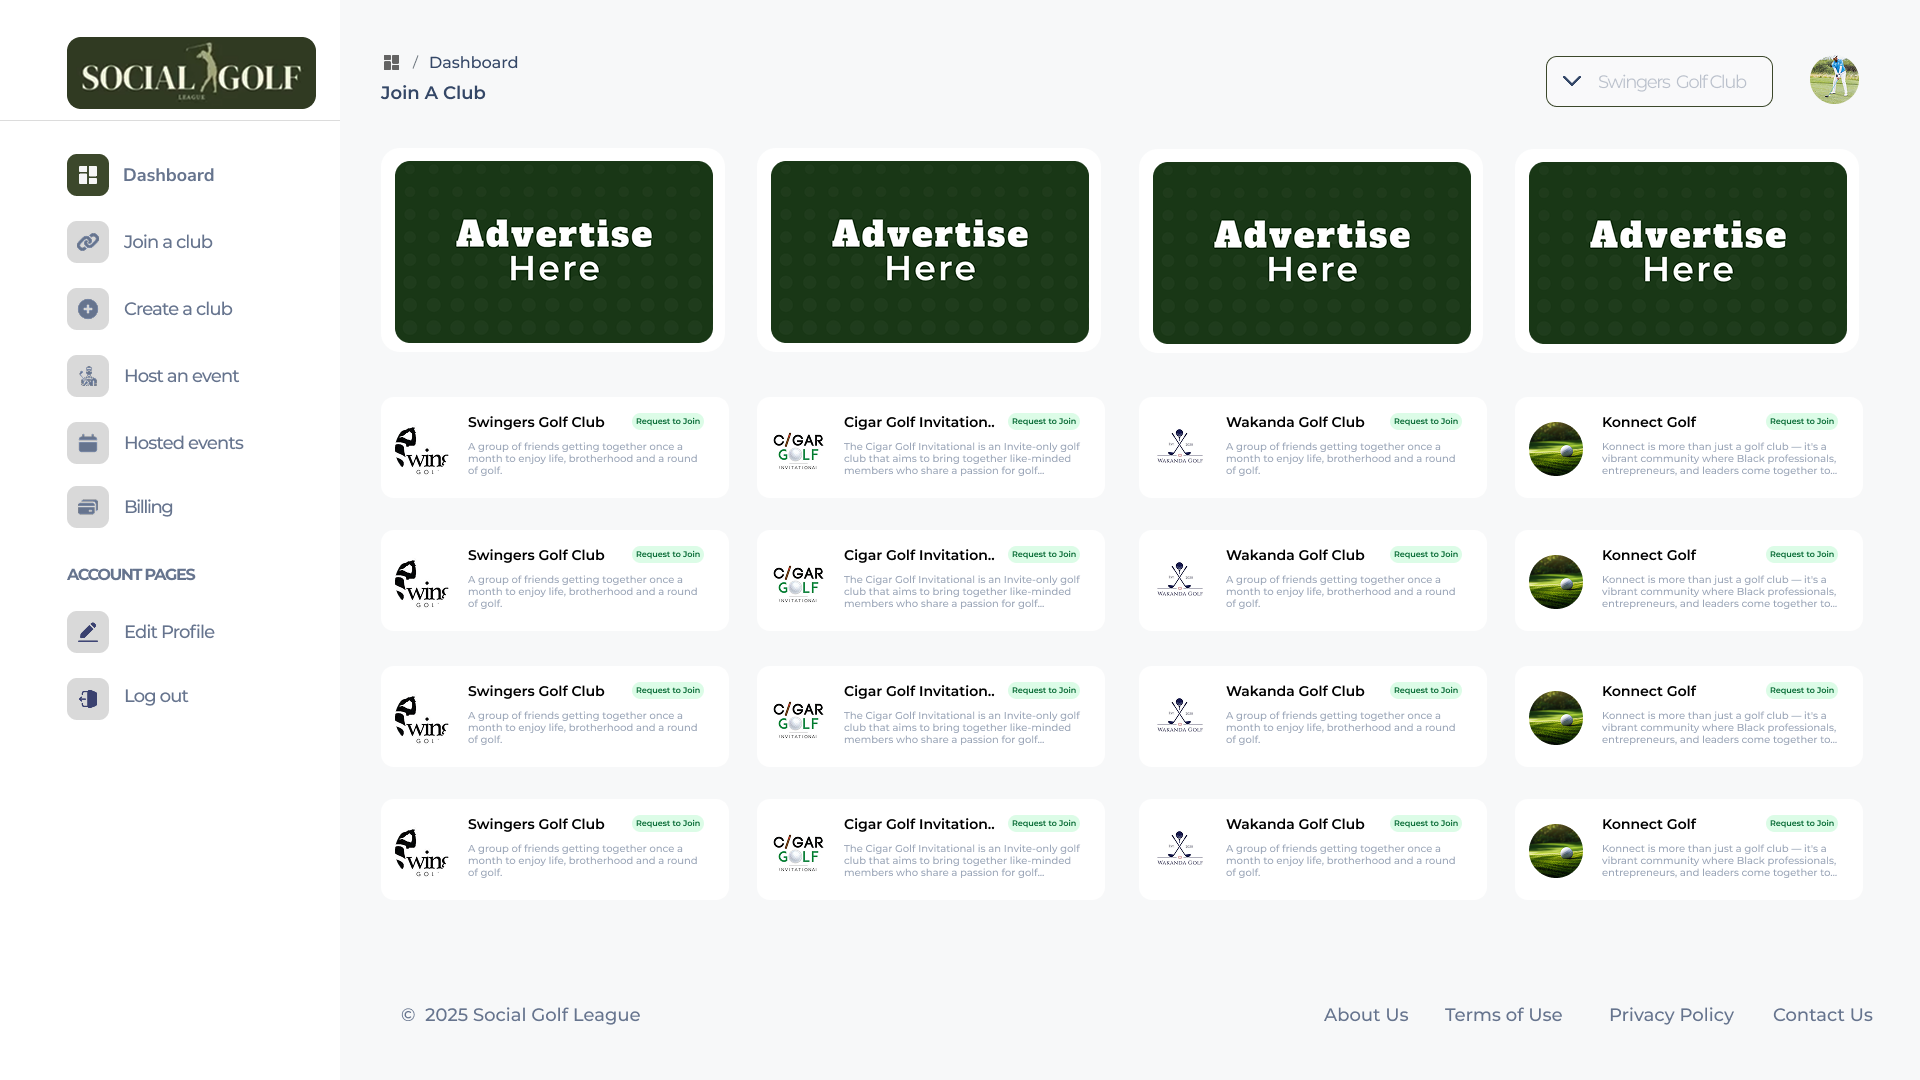 SOCIAL GOLF
LEAGUE
Dashboard
Join a club
Create a club
Host an event
Hosted events
Billing
ACCOUNT PAGES
Edit Profile
Log out
/ Dashboard
Join A Club
Swingers Golf Club
Advertise
Here
Advertise
Here
Advertise
Here
Advertise
Here
Swing
GOL
Swingers Golf Club
Request to Join
A group of friends getting together once a
month to enjoy life, brotherhood and a round
of golf.
C/GAR
GOLF
INVITATIONAL
Cigar Golf Invitation..
Request to Join
The Cigar Golf Invitational is an Invite-only golf
club that aims to bring together like-minded
members who share a passion for golf...
WAKANDA GOLF
Wakanda Golf Club
Request to Join
A group of friends getting together once a
month to enjoy life, brotherhood and a round
of golf.
Konnect Golf
Request to Join
Konnect is more than just a golf club — it's a
vibrant community where Black professionals,
entrepreneurs, and leaders come together to...
Swing
GOL
Swingers Golf Club
Request to Join
A group of friends getting together once a
month to enjoy life, brotherhood and a round
of golf.
C/GAR
GOLF
INVITATIONAL
Cigar Golf Invitation..
Request to Join
The Cigar Golf Invitational is an Invite-only golf
club that aims to bring together like-minded
members who share a passion for golf...
WAKANDA GOLF
Wakanda Golf Club
Request to Join
A group of friends getting together once a
month to enjoy life, brotherhood and a round
of golf.
Konnect Golf
Request to Join
Konnect is more than just a golf club — it's a
vibrant community where Black professionals,
entrepreneurs, and leaders come together to...
Swing
GOL
Swingers Golf Club
Request to Join
A group of friends getting together once a
month to enjoy life, brotherhood and a round
of golf.
C/GAR
GOLF
INVITATIONAL
Cigar Golf Invitation..
Request to Join
The Cigar Golf Invitational is an Invite-only golf
club that aims to bring together like-minded
members who share a passion for golf...
WAKANDA GOLF
Wakanda Golf Club
Request to Join
A group of friends getting together once a
month to enjoy life, brotherhood and a round
of golf.
Konnect Golf
Request to Join
Konnect is more than just a golf club — it's a
vibrant community where Black professionals,
entrepreneurs, and leaders come together to...
Swing
GOL
Swingers Golf Club
Request to Join
A group of friends getting together once a
month to enjoy life, brotherhood and a round
of golf.
C/GAR
GOLF
INVITATIONAL
Cigar Golf Invitation..
Request to Join
The Cigar Golf Invitational is an Invite-only golf
club that aims to bring together like-minded
members who share a passion for golf...
WAKANDA GOLF
Wakanda Golf Club
Request to Join
A group of friends getting together once a
month to enjoy life, brotherhood and a round
of golf.
Konnect Golf
Request to Join
Konnect is more than just a golf club — it's a
vibrant community where Black professionals,
entrepreneurs, and leaders come together to...
© 2025 Social Golf League
About Us
Terms of Use
Privacy Policy
Contact Us